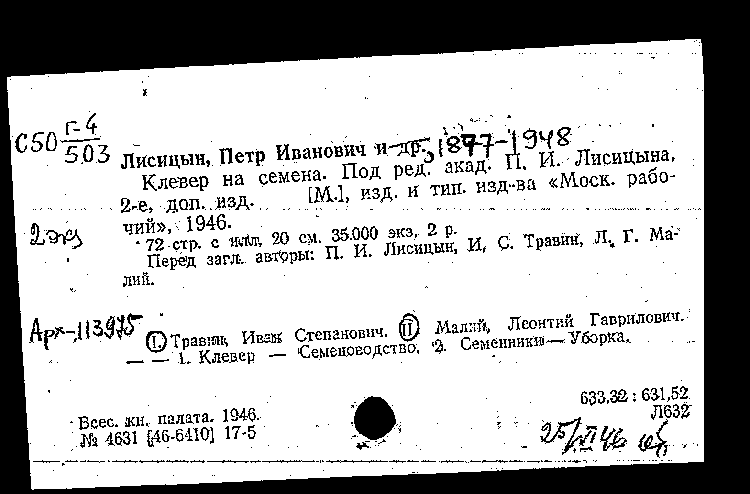 С50 Г-4
503
Лисицын, Петр Иванович и др., 1877-1948
Клевер на семена. Под ред. акад. П. И. Лисицына.
2-е, доп. изд. [М.], изд. и тип. изд-ва «Моск. рабо-
чий», 1946.
2 экз
72 стр. с илл, 20 см. 35.000 экз. 2 р.
Перед загл. авторы: П. И. Лисицын, И. С. Травин, Л. Г. Ма-
лий.
Арх-113975
I. Травин, Иван Степанович. II Малий, Леонтий Гаврилович.
— — 1. Клевер — Семеноводство. 2. Семенники — Уборка.
633.32 : 631.52
Л632
Всес. кн. палата. 1946.
№ 4631 [46-6410] 17-5
25/VI 46